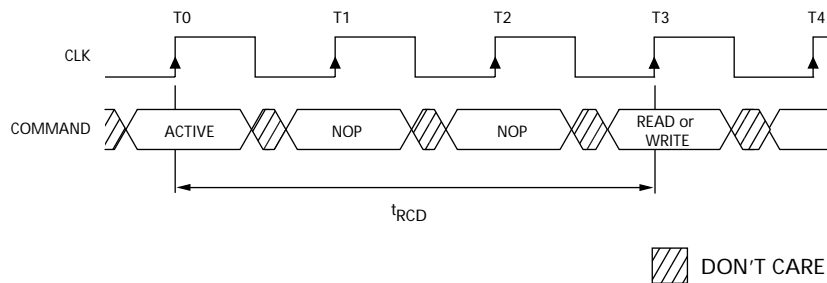 T0 T1 T2 T3 T4
CLK
COMMAND ACTIVE NOP NOP READ or
WRITE
tRCD
DON'T CARE